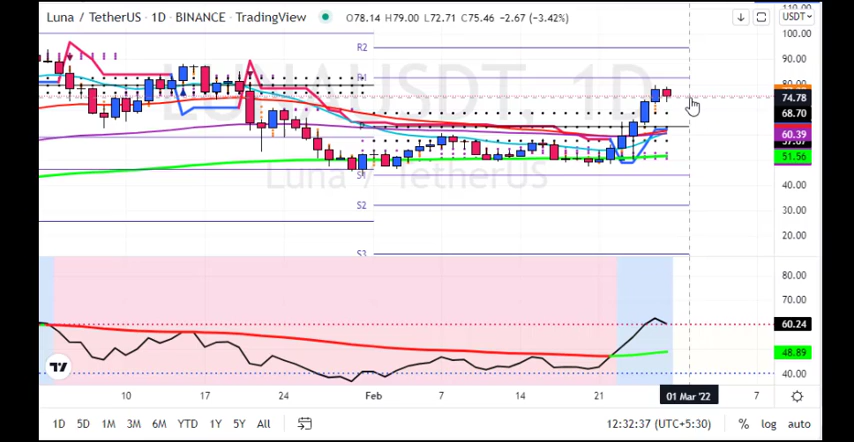 Luna / TetherUS · 1D · BINANCE · TradingView O78.14 H79.00 L72.71 C75.46 −2.67 (−3.42%) USDT
110.00
100.00
90.00
80.00
74.78
68.70
60.39
51.56
40.00
30.00
20.00
R2
R1
S1
S2
S3
LUNAUSDT, 1D
Luna / TetherUS
80.00
70.00
60.24
48.89
40.00
10 17 24 Feb 7 14 21 01 Mar '22 7
1D 5D 1M 3M 6M YTD 1Y 5Y All 12:32:37 (UTC+5:30) % log auto